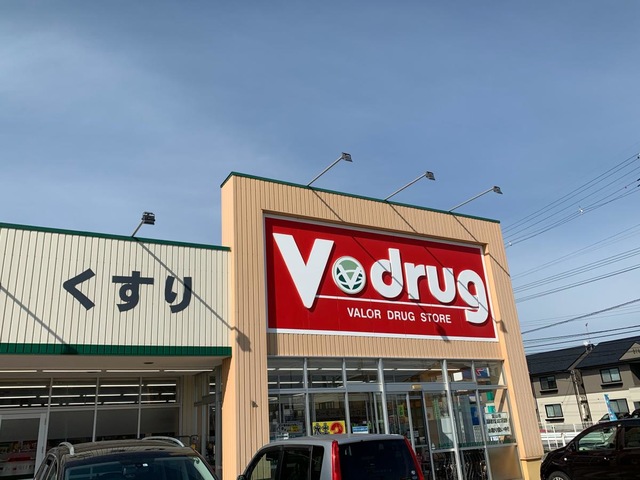 くすり
V drug
VALOR DRUG STORE